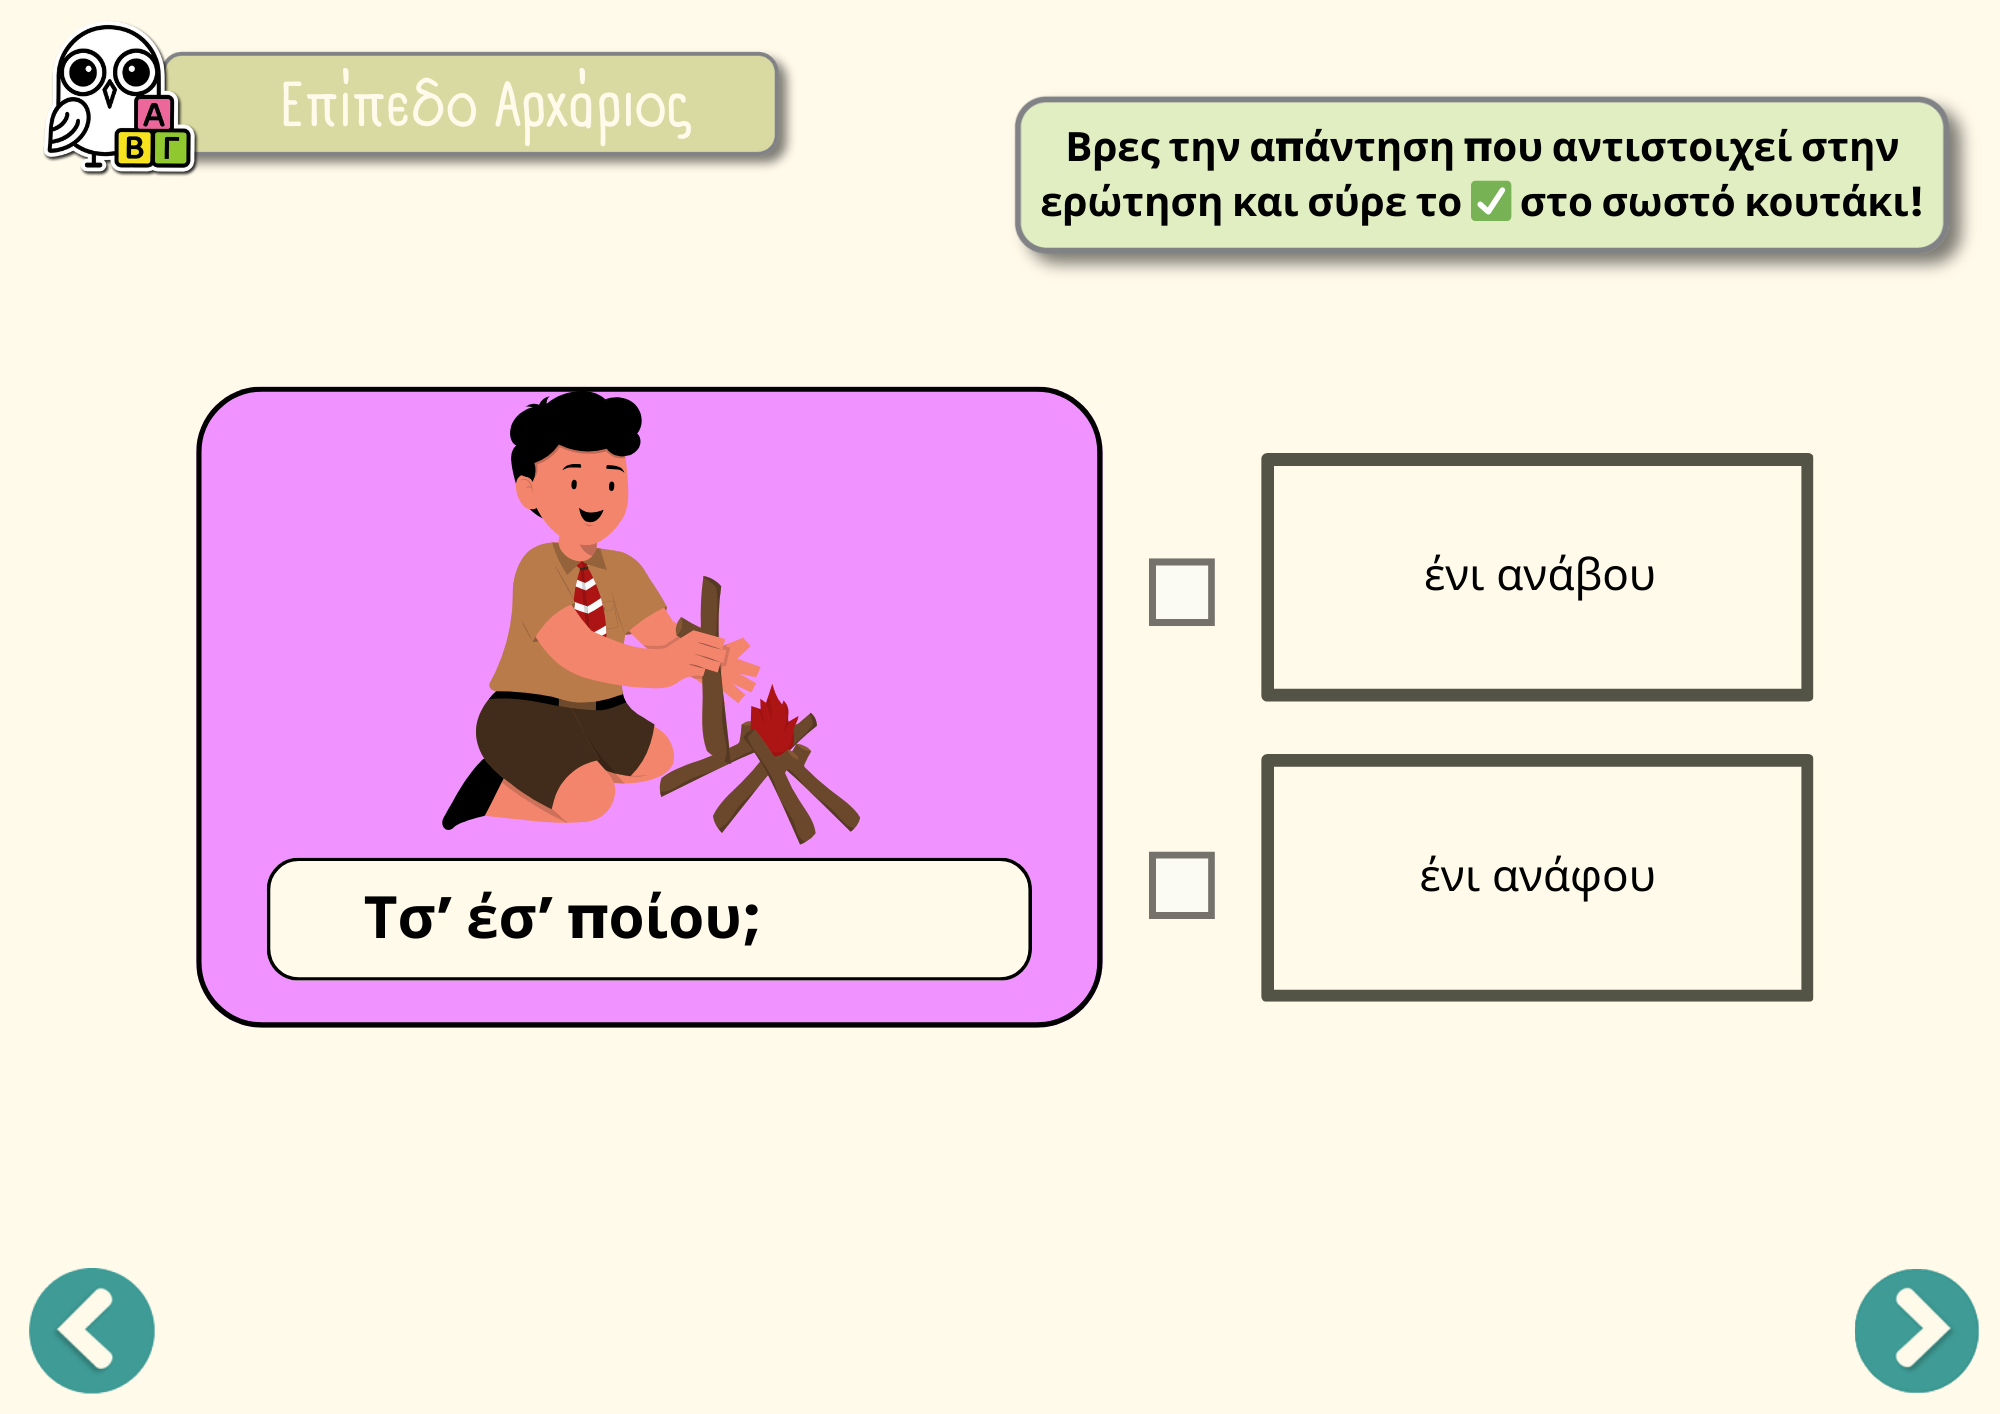 Επίπεδο Αρχάριος
Α
Β Γ
Βρες την απάντηση που αντιστοιχεί στην
ερώτηση και σύρε το ✅ στο σωστό κουτάκι!
ένι ανάβου
ένι ανάφου
Τσ’ έσ’ ποίου;